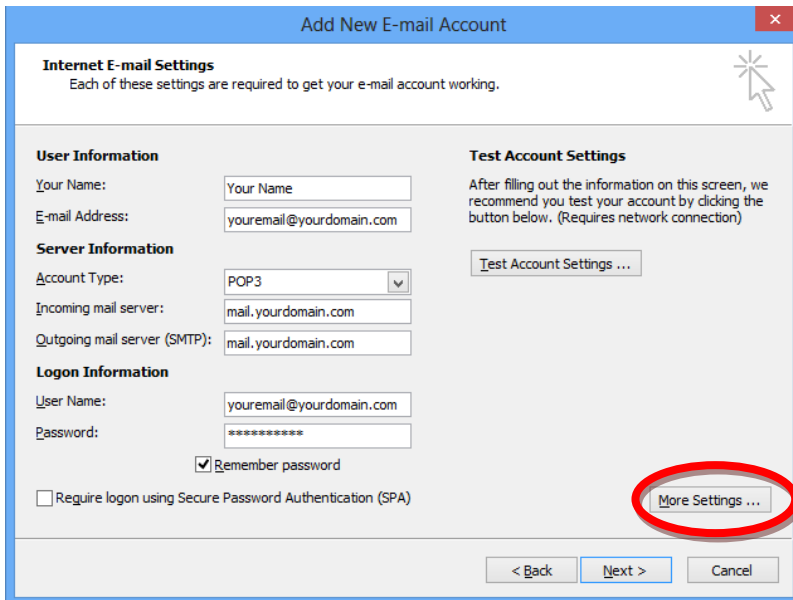 Add New E-mail Account
Internet E-mail Settings
Each of these settings are required to get your e-mail account working.
User Information
Your Name:
Your Name
E-mail Address:
youremail@yourdomain.com
Server Information
Account Type:
POP3
Incoming mail server:
mail.yourdomain.com
Outgoing mail server (SMTP):
mail.yourdomain.com
Logon Information
User Name:
youremail@yourdomain.com
Password:
**********
Remember password
Require logon using Secure Password Authentication (SPA)
Test Account Settings
After filling out the information on this screen, we
recommend you test your account by clicking the
button below. (Requires network connection)
Test Account Settings ...
More Settings ...
< Back
Next >
Cancel